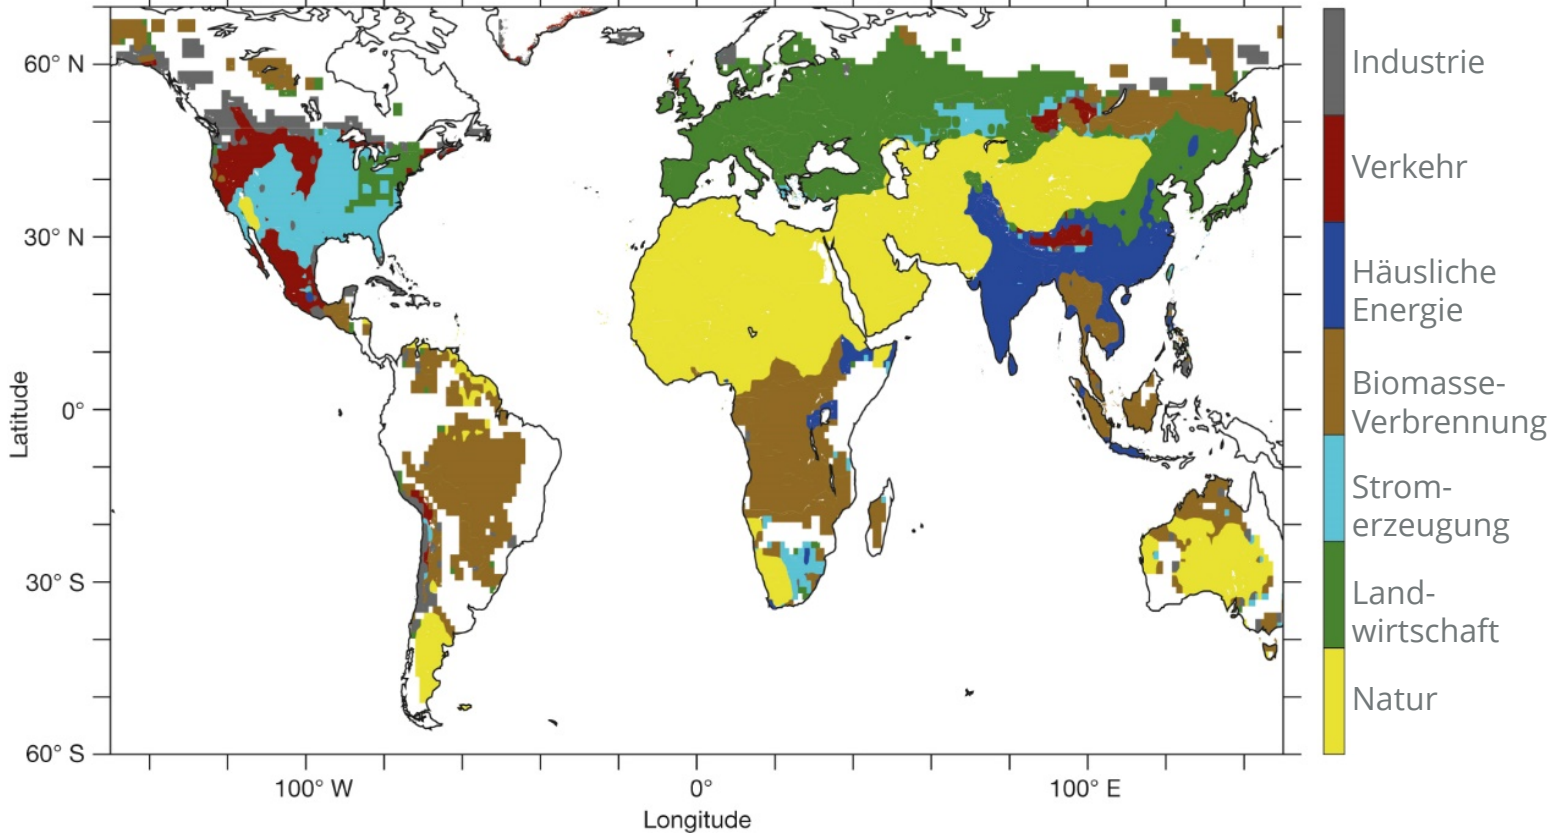 60° N
30° N
0°
30° S
60° S
Latitude
100° W
0°
100° E
Longitude
Industrie
Verkehr
Häusliche
Energie
Biomasse-
Verbrennung
Strom-
erzeugung
Land-
wirtschaft
Natur